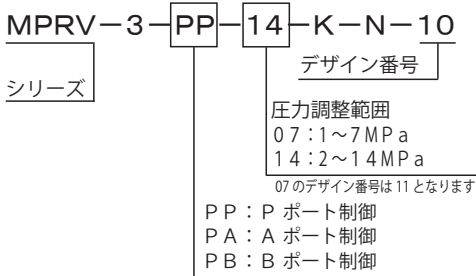 MPRV-3-PP-14-K-N-10
デザイン番号
シリーズ
圧力調整範囲
07:1~7MPa
14:2~14MPa
07のデザイン番号は11となります
PP:Pポート制御
PA:Aポート制御
PB:Bポート制御